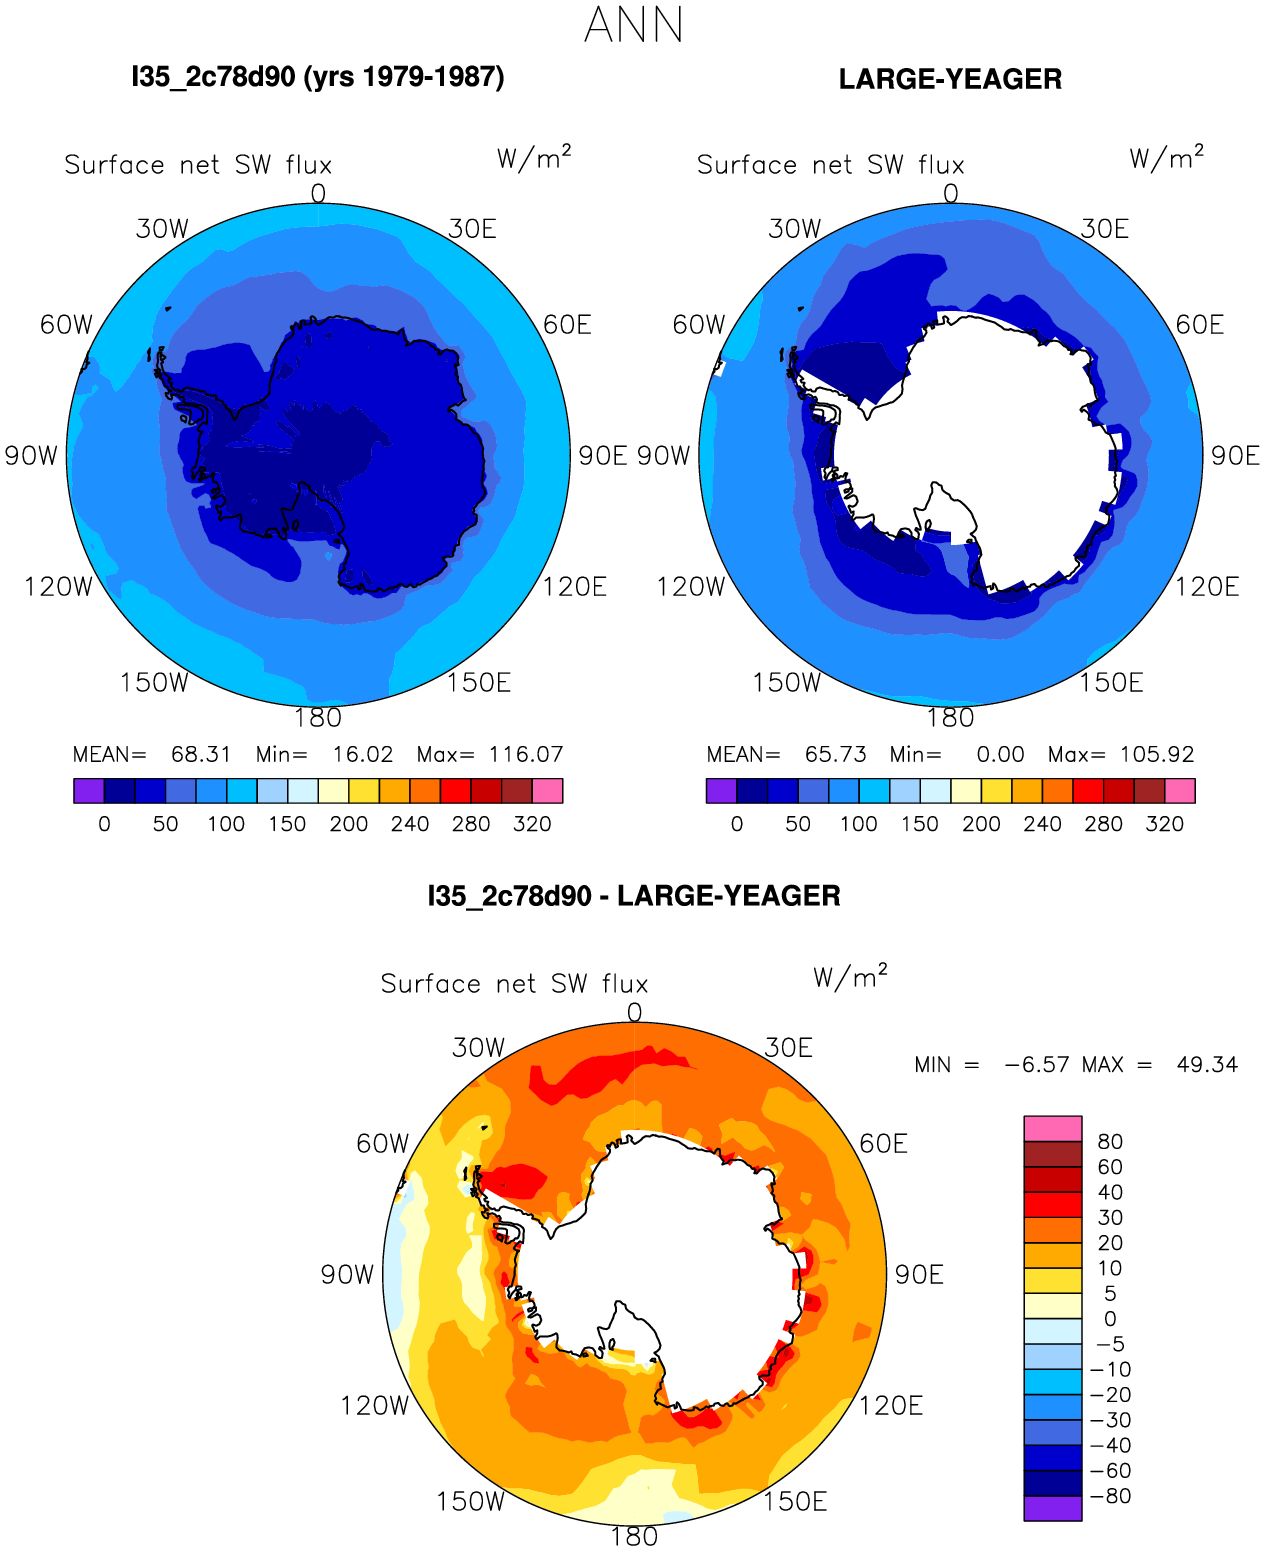 ANN
I35_2c78d90 (yrs 1979-1987)
LARGE-YEAGER
Surface net SW flux W/m²
Surface net SW flux W/m²
0
30W 30E
60W 60E
90W 90E
120W 120E
150W 150E
180
0
30W 30E
60W 60E
90W 90E
120W 120E
150W 150E
180
MEAN= 68.31 Min= 16.02 Max= 116.07
0 50 100 150 200 240 280 320
MEAN= 65.73 Min= 0.00 Max= 105.92
0 50 100 150 200 240 280 320
I35_2c78d90 - LARGE-YEAGER
Surface net SW flux W/m²
0
30W 30E
60W 60E
90W 90E
120W 120E
150W 150E
180
MIN = −6.57 MAX = 49.34
80
60
40
30
20
10
5
0
−5
−10
−20
−30
−40
−60
−80